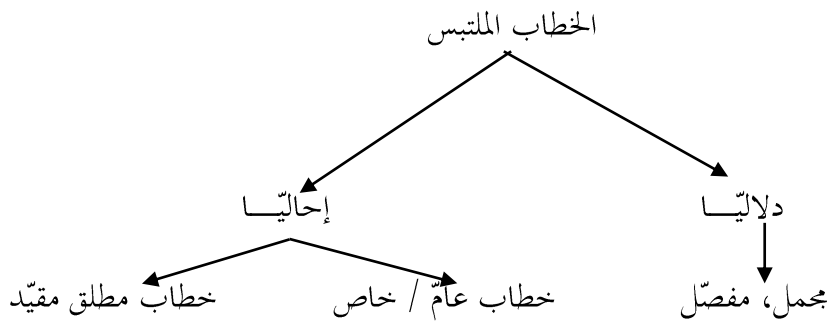 الخطاب الملتبس
دلاليّـــا إحاليّـــا
مجمل، مفصّل خطاب عامّ / خاص خطاب مطلق مقيّد